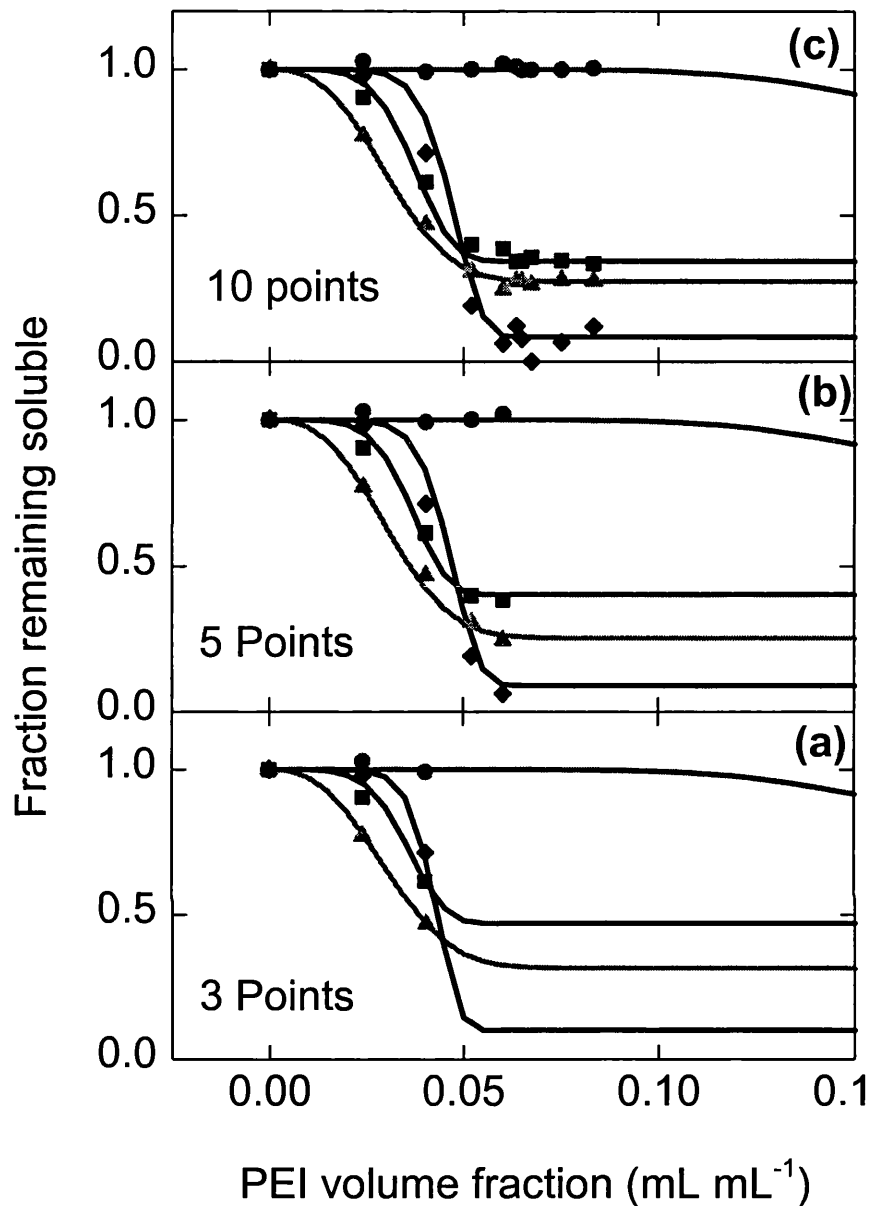 Fraction remaining soluble
(c)
1.0
0.5
0.0
10 points
(b)
1.0
0.5
0.0
5 Points
(a)
1.0
0.5
0.0
3 Points
0.00 0.05 0.10 0.1
PEI volume fraction (mL mL⁻¹)